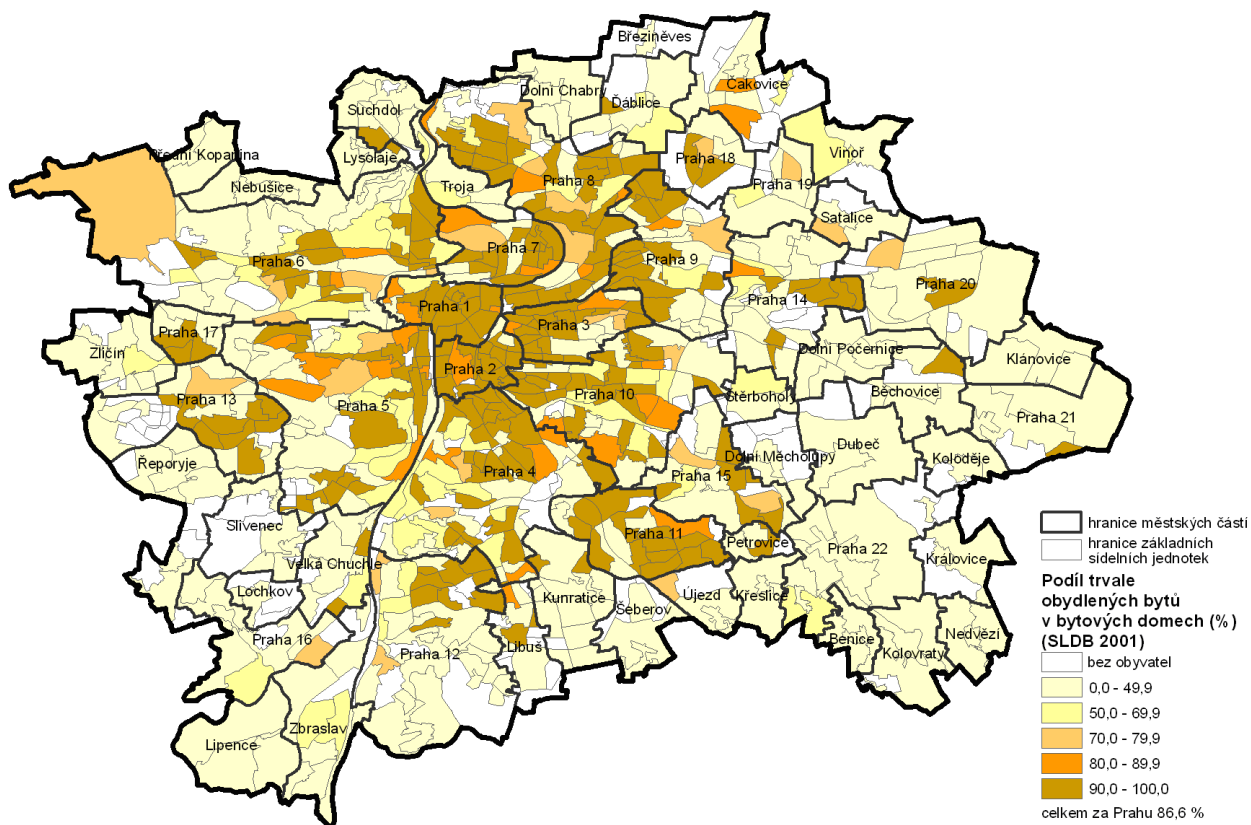 Březiněves
Čakovice
Dolní Chabry
Ďáblice
Suchdol
Přední Kopanina
Lysolaje
Nebušice
Troja
Praha 8
Praha 18
Praha 19
Vinoř
Satalice
Praha 6
Praha 7
Praha 9
Praha 20
Praha 1
Praha 14
Praha 3
Praha 17
Zličín
Dolní Počernice
Klánovice
Praha 2
Praha 13
Praha 5
Praha 10
Štěrboholy
Běchovice
Praha 21
Řeporyje
Praha 4
Dolní Měcholupy
Dubeč
Koloděje
Praha 15
Slivenec
Praha 11
Petrovice
Praha 22
Královice
Velká Chuchle
Lochkov
Kunratice
Šeberov
Újezd
Křeslice
Praha 16
Praha 12
Libuš
Benice
Kolovraty
Nedvězí
Zbraslav
Lipence
hranice městských částí
hranice základních
sídelních jednotek
Podíl trvale
obydlených bytů
v bytových domech (%)
(SLDB 2001)
bez obyvatel
0,0 - 49,9
50,0 - 69,9
70,0 - 79,9
80,0 - 89,9
90,0 - 100,0
celkem za Prahu 86,6 %